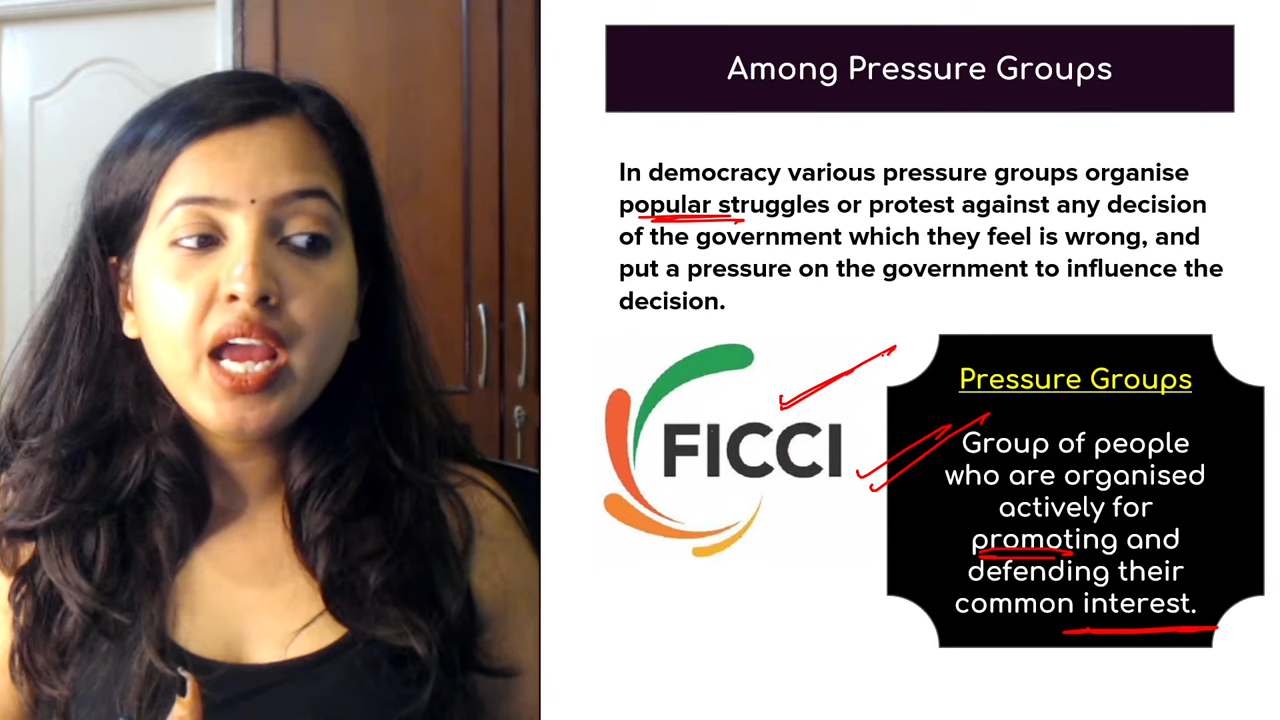 Among Pressure Groups
In democracy various pressure groups organise
popular struggles or protest against any decision
of the government which they feel is wrong, and
put a pressure on the government to influence the
decision.
FICCI
Pressure Groups
Group of people
who are organised
actively for
promoting and
defending their
common interest.